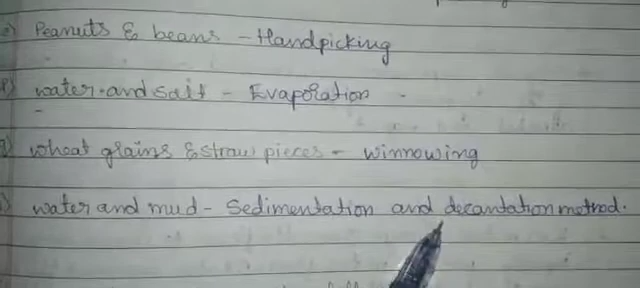 Peanuts & beans - Handpicking
water and salt - Evaporation
wheat grains & straw pieces - winnowing
water and mud - Sedimentation and decantation method.